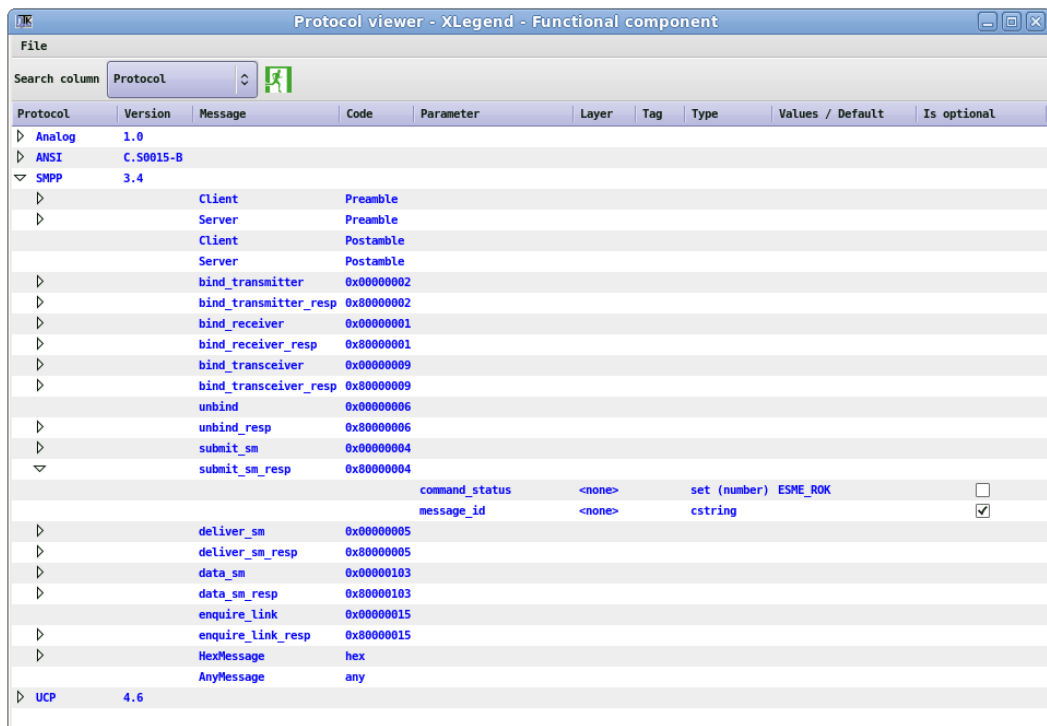 Protocol viewer - XLegend - Functional component
File
Search column Protocol
Protocol Version Message Code Parameter Layer Tag Type Values / Default Is optional
Analog 1.0
ANSI C.S0015-B
SMPP 3.4
Client Preamble
Server Preamble
Client Postamble
Server Postamble
bind_transmitter 0x00000002
bind_transmitter_resp 0x80000002
bind_receiver 0x00000001
bind_receiver_resp 0x80000001
bind_transceiver 0x00000009
bind_transceiver_resp 0x80000009
unbind 0x00000006
unbind_resp 0x80000006
submit_sm 0x00000004
submit_sm_resp 0x80000004
command_status <none> set (number) ESME_ROK
message_id <none> cstring
deliver_sm 0x00000005
deliver_sm_resp 0x80000005
data_sm 0x00000103
data_sm_resp 0x80000103
enquire_link 0x00000015
enquire_link_resp 0x80000015
HexMessage hex
AnyMessage any
UCP 4.6